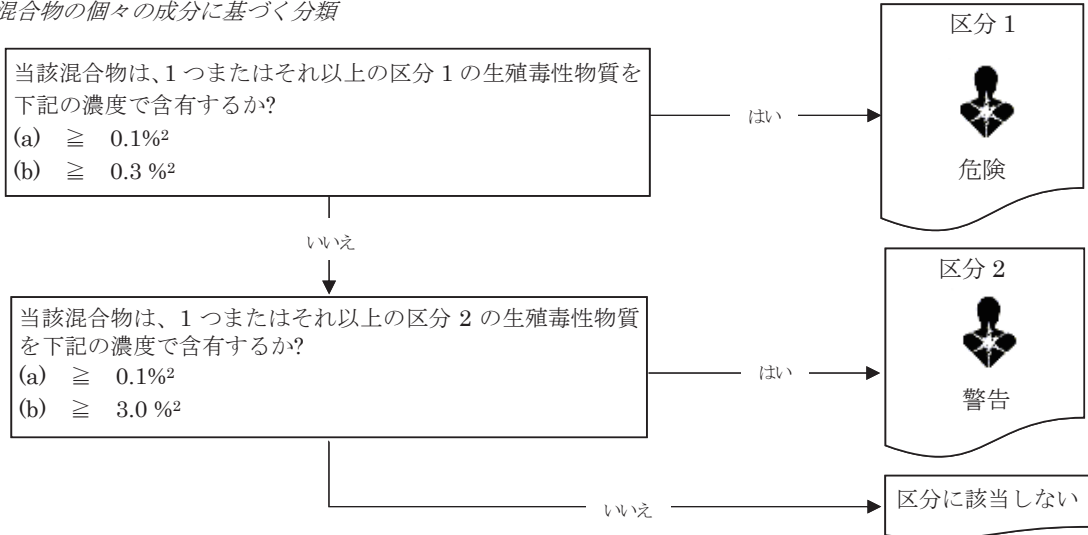 混合物の個々の成分に基づく分類
当該混合物は、1 つまたはそれ以上の区分 1 の生殖毒性物質を
下記の濃度で含有するか?
(a) ≧ 0.1%²
(b) ≧ 0.3 %²
はい
区分 1
危険
いいえ
当該混合物は、1 つまたはそれ以上の区分 2 の生殖毒性物質
を下記の濃度で含有するか?
(a) ≧ 0.1%²
(b) ≧ 3.0 %²
はい
区分 2
警告
いいえ
区分に該当しない